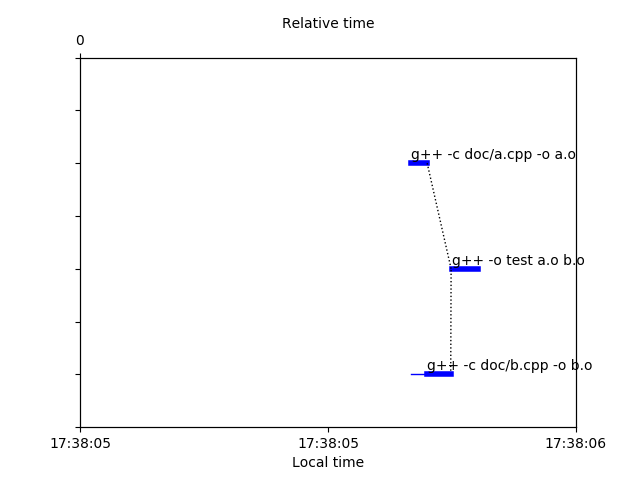 Relative time
0
g++ -c doc/a.cpp -o a.o
g++ -o test a.o b.o
g++ -c doc/b.cpp -o b.o
17:38:05 17:38:05 17:38:06
Local time